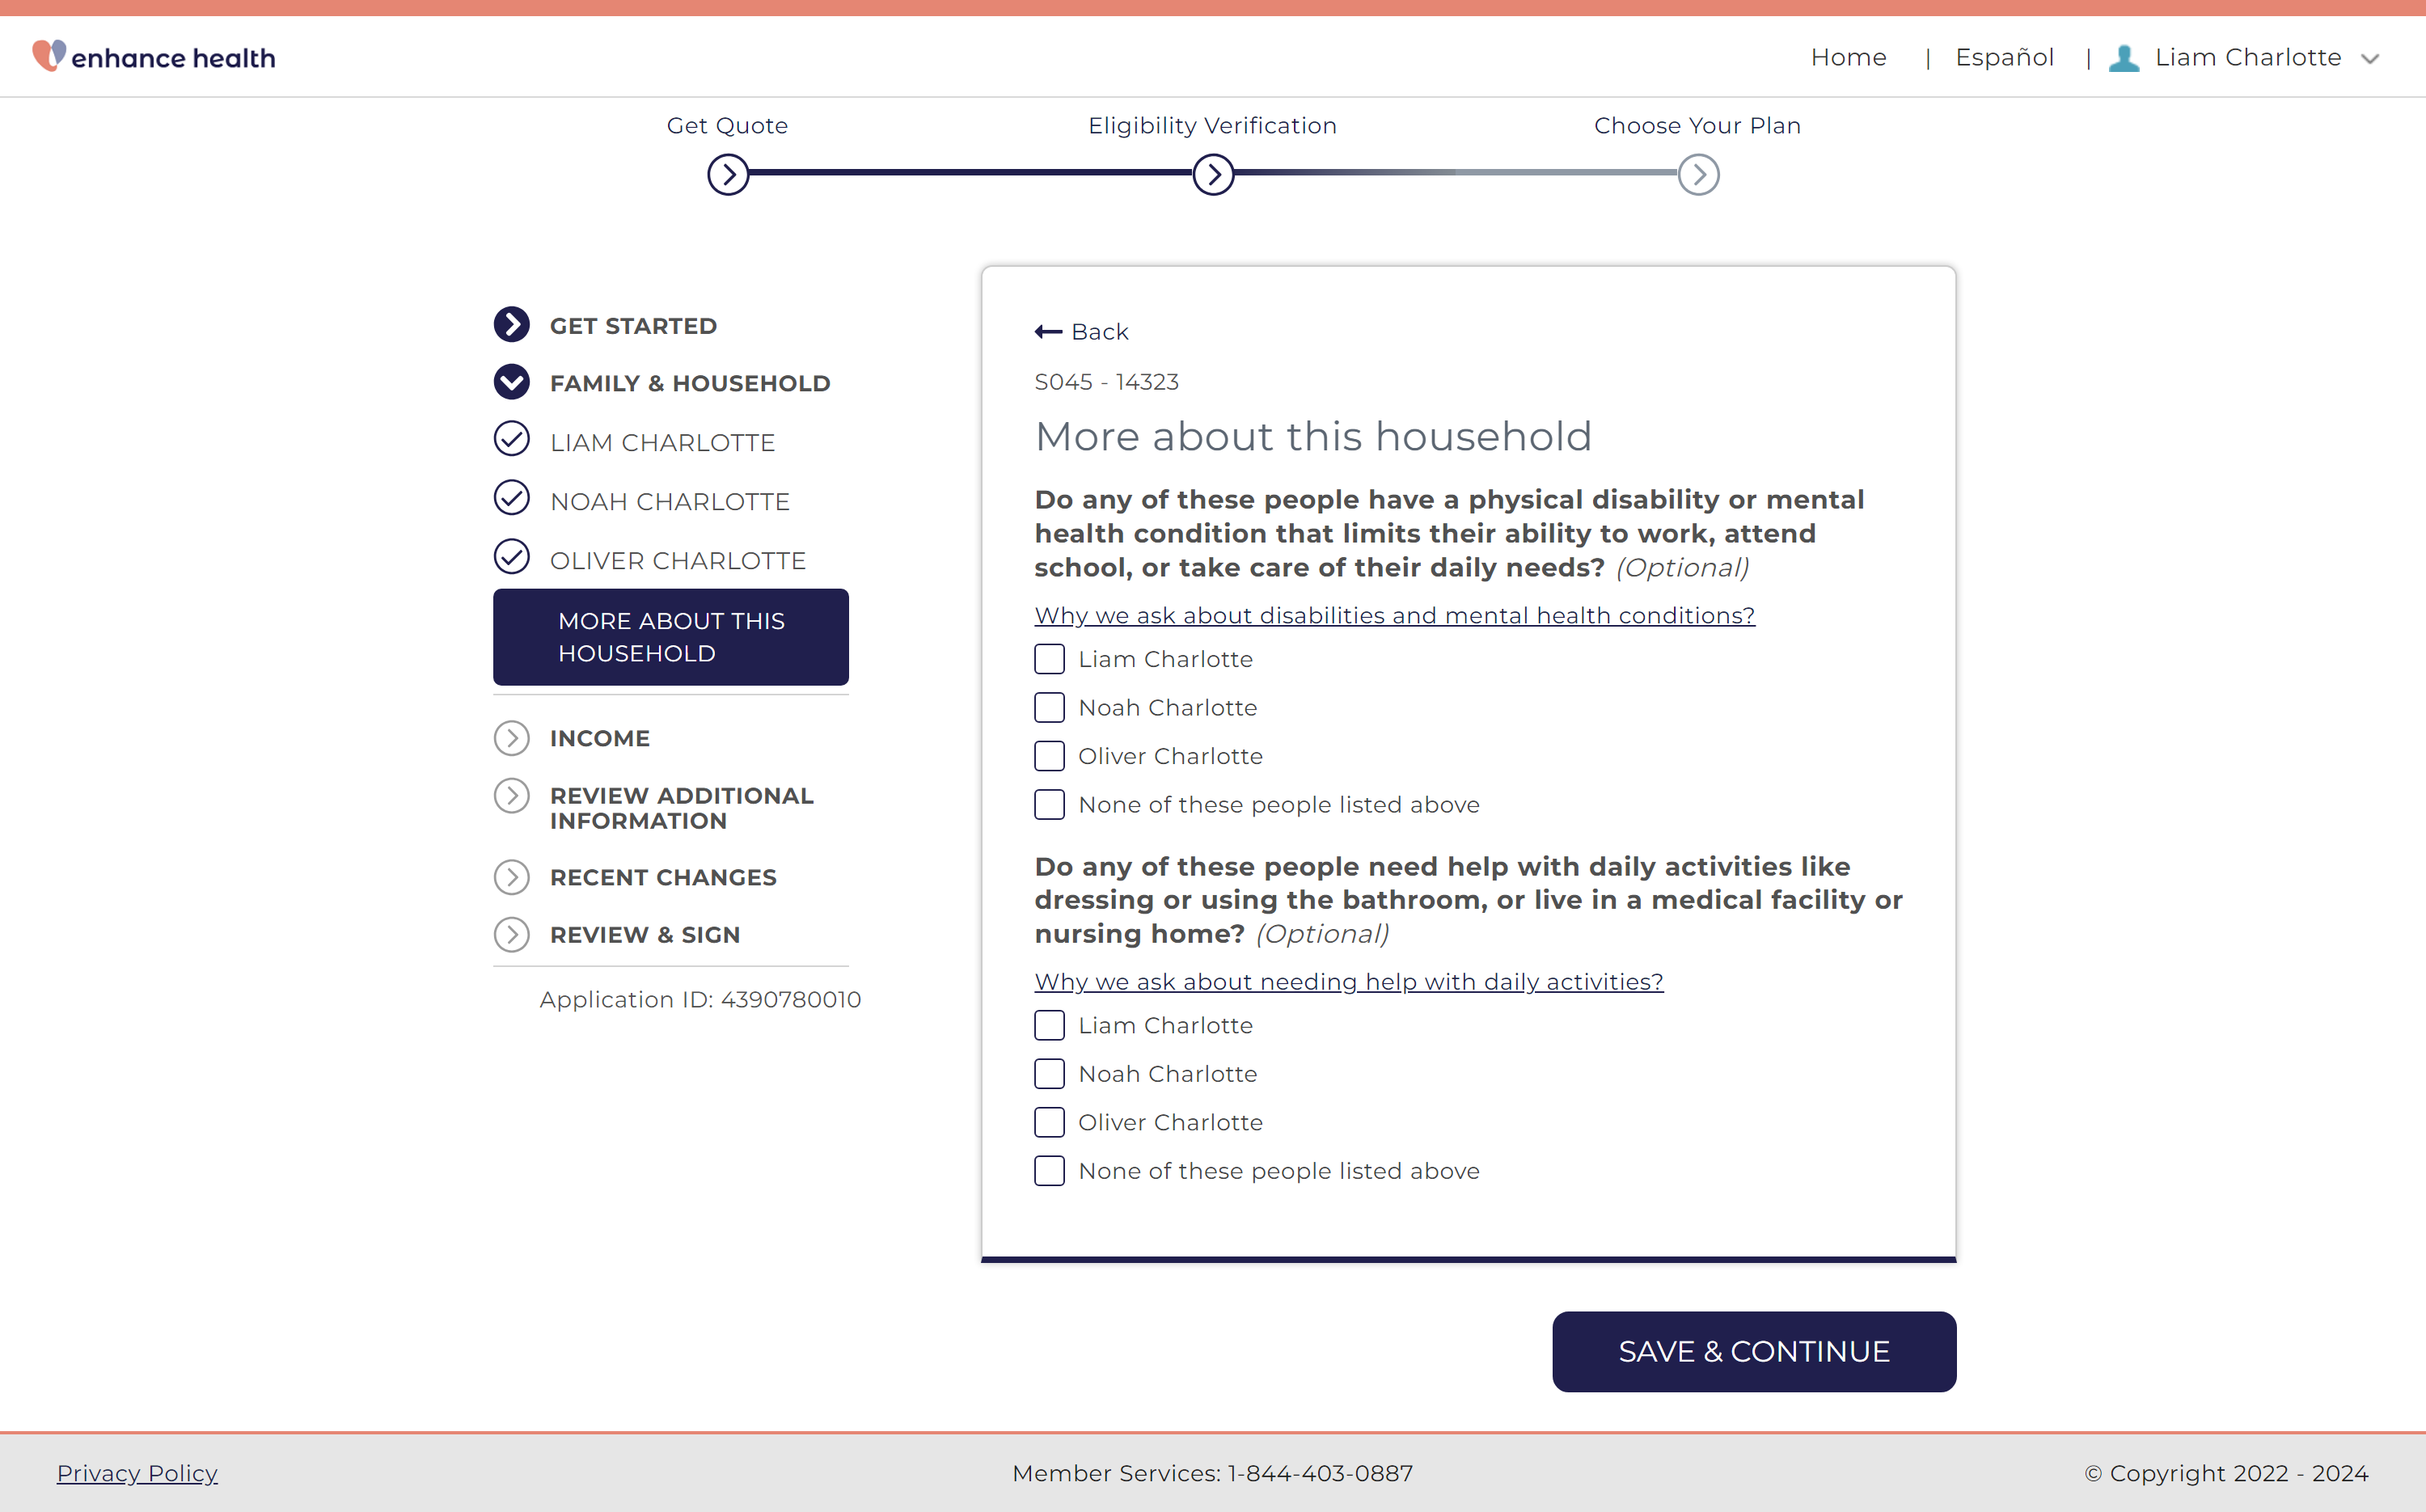 enhance health
Home | Español | Liam Charlotte
Get Quote
Eligibility Verification
Choose Your Plan
GET STARTED
FAMILY & HOUSEHOLD
LIAM CHARLOTTE
NOAH CHARLOTTE
OLIVER CHARLOTTE
MORE ABOUT THIS
HOUSEHOLD
INCOME
REVIEW ADDITIONAL
INFORMATION
RECENT CHANGES
REVIEW & SIGN
Application ID: 4390780010
Back
S045 - 14323
More about this household
Do any of these people have a physical disability or mental
health condition that limits their ability to work, attend
school, or take care of their daily needs? (Optional)
Why we ask about disabilities and mental health conditions?
Liam Charlotte
Noah Charlotte
Oliver Charlotte
None of these people listed above
Do any of these people need help with daily activities like
dressing or using the bathroom, or live in a medical facility or
nursing home? (Optional)
Why we ask about needing help with daily activities?
Liam Charlotte
Noah Charlotte
Oliver Charlotte
None of these people listed above
SAVE & CONTINUE
Privacy Policy
Member Services: 1-844-403-0887
© Copyright 2022 - 2024